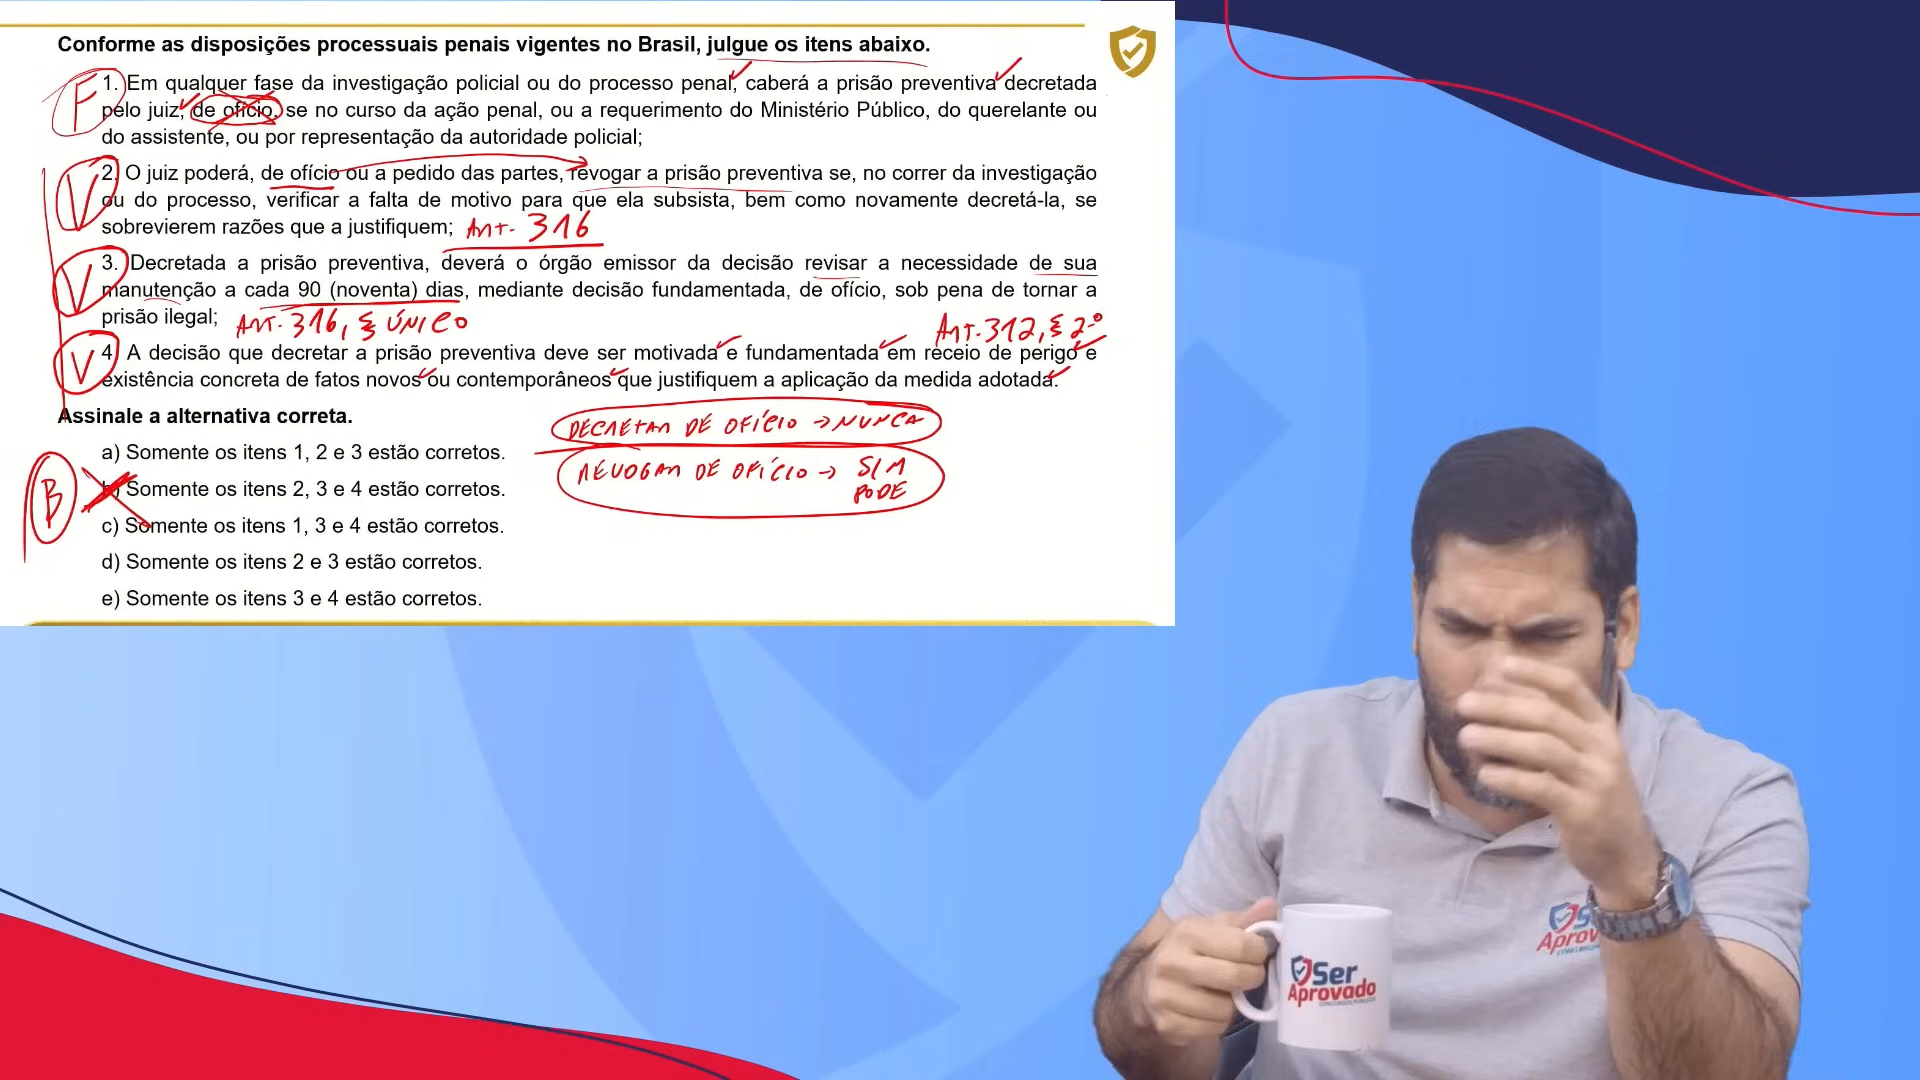 Conforme as disposições processuais penais vigentes no Brasil, julgue os itens abaixo.
F
1. Em qualquer fase da investigação policial ou do processo penal, caberá a prisão preventiva decretada
pelo juiz, de ofício, se no curso da ação penal, ou a requerimento do Ministério Público, do querelante ou
do assistente, ou por representação da autoridade policial;
V
2. O juiz poderá, de ofício ou a pedido das partes, revogar a prisão preventiva se, no correr da investigação
ou do processo, verificar a falta de motivo para que ela subsista, bem como novamente decretá-la, se
sobrevierem razões que a justifiquem; ANT. 316
V
3. Decretada a prisão preventiva, deverá o órgão emissor da decisão revisar a necessidade de sua
manutenção a cada 90 (noventa) dias, mediante decisão fundamentada, de ofício, sob pena de tornar a
prisão ilegal; ANT. 316, § ÚNICO
ANT. 312, § 2º
V
4. A decisão que decretar a prisão preventiva deve ser motivada e fundamentada em receio de perigo e
existência concreta de fatos novos ou contemporâneos que justifiquem a aplicação da medida adotada.
Assinale a alternativa correta.
DECRETAR DE OFÍCIO → NUNCA
a) Somente os itens 1, 2 e 3 estão corretos.
REVOGAR DE OFÍCIO → SIM
PODE
B
b) Somente os itens 2, 3 e 4 estão corretos.
c) Somente os itens 1, 3 e 4 estão corretos.
d) Somente os itens 2 e 3 estão corretos.
e) Somente os itens 3 e 4 estão corretos.
S
Aprov
Ser
Aprovado
CONCURSOS PÚBLICOS